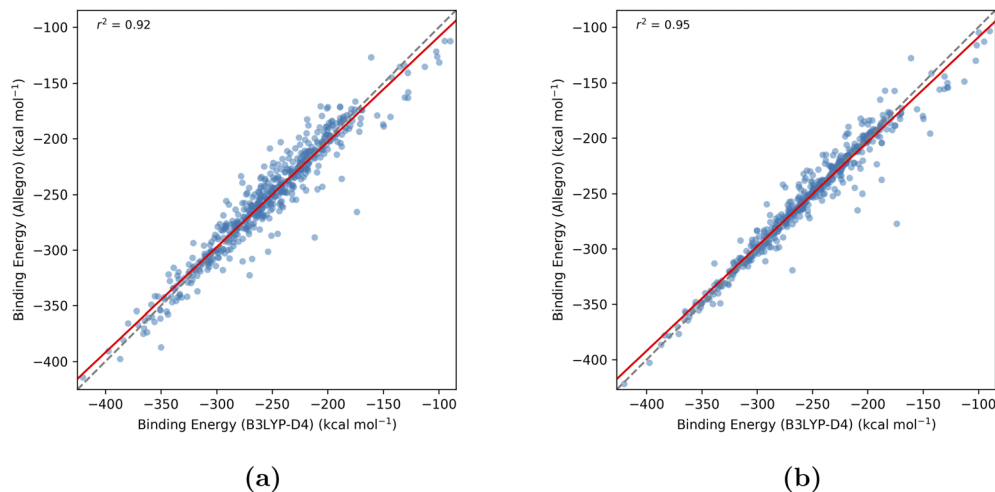 r² = 0.92
Binding Energy (Allegro) (kcal mol⁻¹)
−100
−150
−200
−250
−300
−350
−400
−400 −350 −300 −250 −200 −150 −100
Binding Energy (B3LYP-D4) (kcal mol⁻¹)
(a)
r² = 0.95
Binding Energy (Allegro) (kcal mol⁻¹)
−100
−150
−200
−250
−300
−350
−400
−400 −350 −300 −250 −200 −150 −100
Binding Energy (B3LYP-D4) (kcal mol⁻¹)
(b)